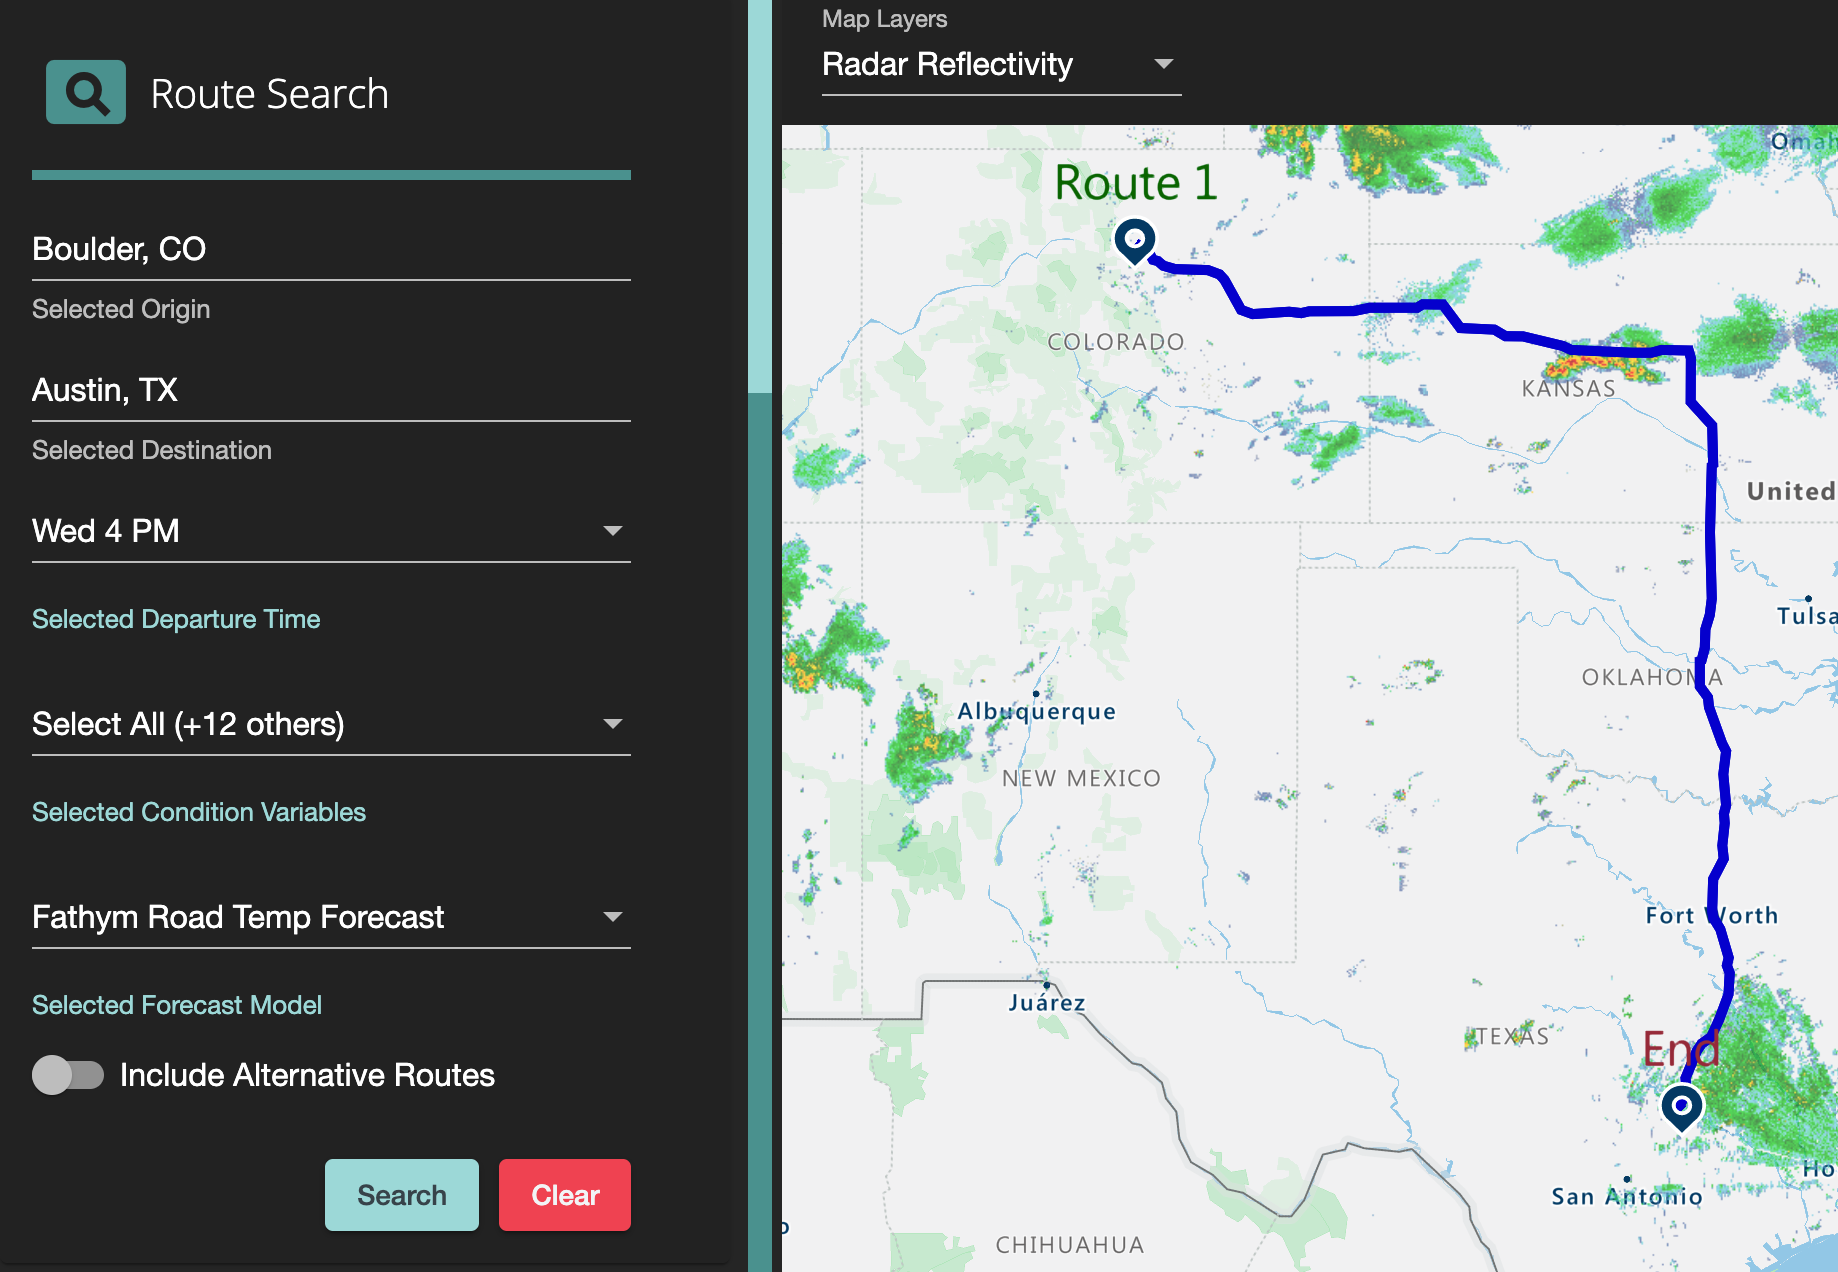 Route Search
Boulder, CO
Selected Origin
Austin, TX
Selected Destination
Wed 4 PM
Selected Departure Time
Select All (+12 others)
Selected Condition Variables
Fathym Road Temp Forecast
Selected Forecast Model
Include Alternative Routes
Search
Clear
Map Layers
Radar Reflectivity
Omah
Route 1
COLORADO
KANSAS
United
Tulsa
OKLAHOMA
Albuquerque
NEW MEXICO
Fort Worth
Juárez
TEXAS
End
Ho
San Antonio
CHIHUAHUA